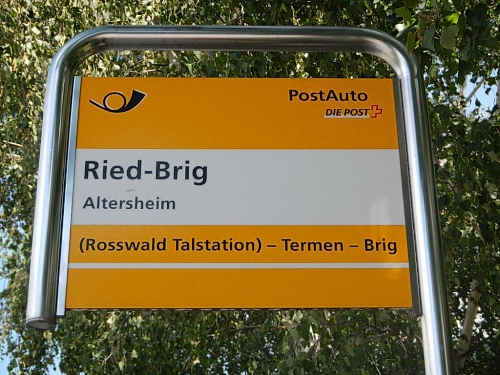 PostAuto
DIE POST
Ried-Brig
Altersheim
(Rosswald Talstation) – Termen – Brig